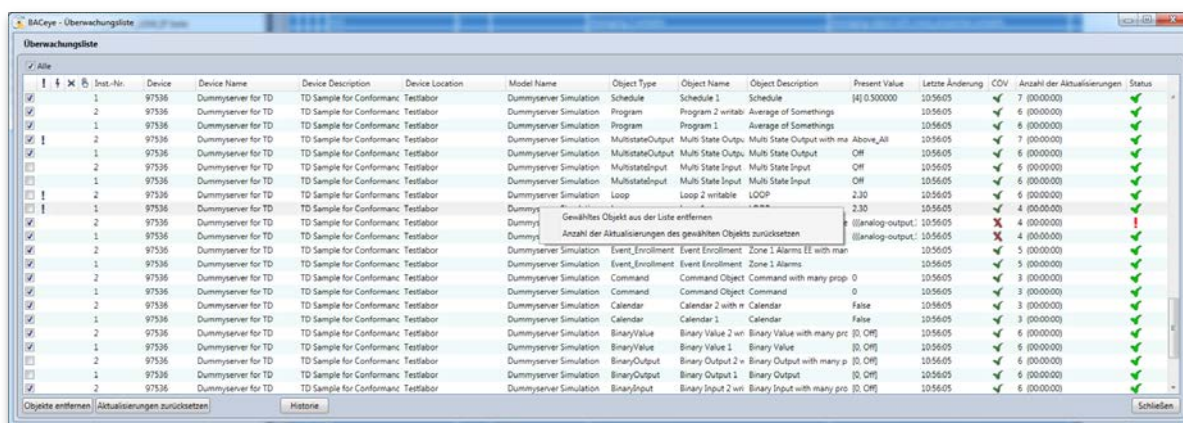 BACeye - Überwachungsliste
Überwachungsliste
Alle
! Inst.-Nr. Device Device Name Device Description Device Location Model Name Object Type Object Name Object Description Present Value Letzte Änderung COV Anzahl der Aktualisierungen Status
1 97536 Dummyserver for TD TD Sample for Conformanc Testlabor Dummyserver Simulation Schedule Schedule 1 Schedule [4] 0.500000 10:56:05 7 (00:00:00)
2 97536 Dummyserver for TD TD Sample for Conformanc Testlabor Dummyserver Simulation Program Program 2 writab Average of Somethings 10:56:05 6 (00:00:00)
1 97536 Dummyserver for TD TD Sample for Conformanc Testlabor Dummyserver Simulation Program Program 1 Average of Somethings 10:56:05 6 (00:00:00)
! 2 97536 Dummyserver for TD TD Sample for Conformanc Testlabor Dummyserver Simulation MultistateOutput Multi State Outpu Multi State Output with ma Above_All 10:56:05 7 (00:00:00)
1 97536 Dummyserver for TD TD Sample for Conformanc Testlabor Dummyserver Simulation MultistateOutput Multi State Outpu Multi State Output Off 10:56:05 6 (00:00:00)
2 97536 Dummyserver for TD TD Sample for Conformanc Testlabor Dummyserver Simulation MultistateInput Multi State Input Multi State Input Off 10:56:05 6 (00:00:00)
1 97536 Dummyserver for TD TD Sample for Conformanc Testlabor Dummyserver Simulation MultistateInput Multi State Input Multi State Input Off 10:56:05 6 (00:00:00)
! 2 97536 Dummyserver for TD TD Sample for Conformanc Testlabor Dummyserver Simulation Loop Loop 2 writable LOOP 2.30 10:56:05 6 (00:00:00)
! 1 97536 Dummyserver for TD TD Sample for Conformanc Testlabor Dummys 2.30 10:56:05 4 (00:00:00)
Gewähltes Objekt aus der Liste entfernen
2 97536 Dummyserver for TD TD Sample for Conformanc Testlabor Dummys (((analog-output, 10:56:05 4 (00:00:00) !
Anzahl der Aktualisierungen des gewählten Objekts zurücksetzen
1 97536 Dummyserver for TD TD Sample for Conformanc Testlabor Dummys (((analog-output, 10:56:05 4 (00:00:00)
2 97536 Dummyserver for TD TD Sample for Conformanc Testlabor Dummyserver Simulation Event_Enrollment Event Enrollment Zone 1 Alarms EE with man 10:56:05 5 (00:00:00)
1 97536 Dummyserver for TD TD Sample for Conformanc Testlabor Dummyserver Simulation Event_Enrollment Event Enrollment Zone 1 Alarms 10:56:05 5 (00:00:00)
2 97536 Dummyserver for TD TD Sample for Conformanc Testlabor Dummyserver Simulation Command Command Object Command with many prop 0 10:56:05 3 (00:00:00)
1 97536 Dummyserver for TD TD Sample for Conformanc Testlabor Dummyserver Simulation Command Command Object Command 0 10:56:05 3 (00:00:00)
2 97536 Dummyserver for TD TD Sample for Conformanc Testlabor Dummyserver Simulation Calendar Calendar 2 with n Calendar False 10:56:05 3 (00:00:00)
1 97536 Dummyserver for TD TD Sample for Conformanc Testlabor Dummyserver Simulation Calendar Calendar 1 Calendar False 10:56:05 3 (00:00:00)
2 97536 Dummyserver for TD TD Sample for Conformanc Testlabor Dummyserver Simulation BinaryValue Binary Value 2 wri Binary Value with many pro [0, Off] 10:56:05 6 (00:00:00)
1 97536 Dummyserver for TD TD Sample for Conformanc Testlabor Dummyserver Simulation BinaryValue Binary Value 1 Binary Value [0, Off] 10:56:05 6 (00:00:00)
2 97536 Dummyserver for TD TD Sample for Conformanc Testlabor Dummyserver Simulation BinaryOutput Binary Output 2 w Binary Output with many p [0, Off] 10:56:05 6 (00:00:00)
1 97536 Dummyserver for TD TD Sample for Conformanc Testlabor Dummyserver Simulation BinaryOutput Binary Output 1 Binary Output [0, Off] 10:56:05 6 (00:00:00)
2 97536 Dummyserver for TD TD Sample for Conformanc Testlabor Dummyserver Simulation BinaryInput Binary Input 2 wri Binary Input with many pro [0, Off] 10:56:05 6 (00:00:00)
Objekte entfernen Aktualisierungen zurücksetzen Historie Schließen